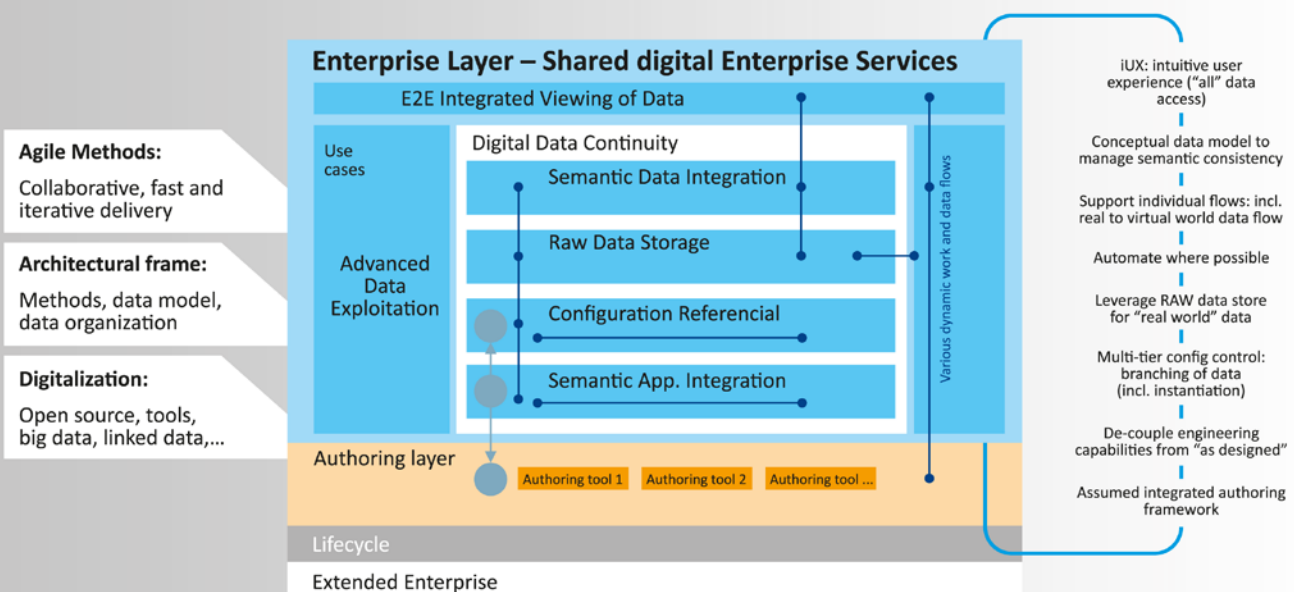 Enterprise Layer – Shared digital Enterprise Services
E2E Integrated Viewing of Data
Agile Methods:
Collaborative, fast and
iterative delivery
Architectural frame:
Methods, data model,
data organization
Digitalization:
Open source, tools,
big data, linked data,...
Use
cases
Advanced
Data
Exploitation
Digital Data Continuity
Semantic Data Integration
Raw Data Storage
Configuration Referencial
Semantic App. Integration
Various dynamic work and data flows
Authoring layer
Authoring tool 1
Authoring tool 2
Authoring tool ...
Lifecycle
Extended Enterprise
iUX: intuitive user
experience (“all” data
access)
Conceptual data model to
manage semantic consistency
Support individual flows: incl.
real to virtual world data flow
Automate where possible
Leverage RAW data store
for “real world” data
Multi-tier config control:
branching of data
(incl. instantiation)
De-couple engineering
capabilities from “as designed”
Assumed integrated authoring
framework